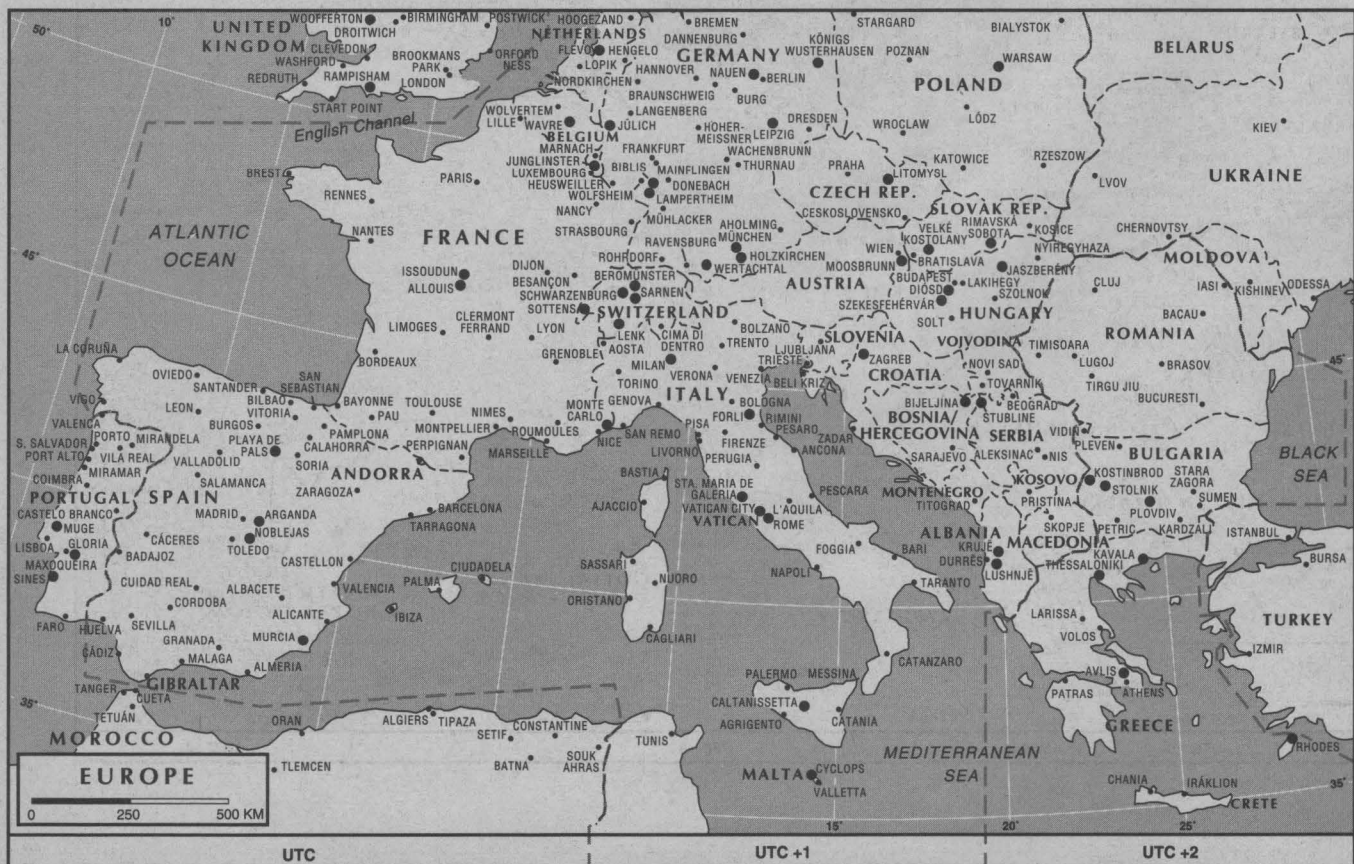 50°
10°
UNITED
KINGDOM
WOOFFERTON
DROITWICH
BIRMINGHAM
POSTWICK
CLEVEDON
WASHFORD
REDRUTH
RAMPISHAM
START POINT
BROOKMANS
PARK
LONDON
ORFORD
NESS
English Channel
HOOGEZAND
NETHERLANDS
FLEVO
HENGELO
LOPIK
NORDKIRCHEN
BREMEN
DANNENBURG
GERMANY
HANNOVER
NAUEN
BERLIN
BRAUNSCHWEIG
BURG
LANGENBERG
STARGARD
KÖNIGS
WUSTERHAUSEN
POZNAN
BIALYSTOK
WARSAW
POLAND
LÖDZ
BELARUS
KIEV
WOLVERTEM
LILLE
WAVRE
BELGIUM
JÜLICH
MARNACH
JUNGLINSTER
LUXEMBOURG
HEUSWEILLER
WOLFSHEIM
NANCY
STRASBOURG
HOHER-
MEISSNER
LEIPZIG
DRESDEN
WROCLAW
FRANKFURT
BIBLIS
MAINFLINGEN
WACHENBRUNN
THURNAU
DONEBACH
LAMPERTHEIM
MÜHLACKER
PRAHA
KATOWICE
LITOMYSL
CZECH REP.
CESKOSLOVENSKO
RZESZOW
LVOV
UKRAINE
BREST
RENNES
PARIS
NANTES
ATLANTIC
OCEAN
FRANCE
45°
ISSOUDUN
ALLOUIS
DIJON
BESANÇON
LIMOGES
CLERMONT
FERRAND
LYON
GRENOBLE
BORDEAUX
AHOLMING
RAVENSBURG
MÜNCHEN
ROHRDORF
HOLZKIRCHEN
WERTACHTAL
BEROMUNSTER
SCHWARZENBURG
SARNEN
SOTTENS
SWITZERLAND
LENK
AUSTRIA
SLOVAK REP.
VELKÉ
KOSTOLANY
RIMAVSKÁ
SOBOTA
KOSICE
WIEN
MOOSBRUNN
BRATISLAVA
NYIREGYHAZA
JASZBERÉNY
BUDAPEST
DIÓSD
LAKIHEGY
SZOLNOK
SZEKESFEHÉRVÁR
HUNGARY
SOLT
CHERNOVTSY
MOLDOVA
IASI
KISHINEV
ODESSA
CLUJ
BACAU
ROMANIA
TIMISOARA
LUGOJ
TIRGU JIU
BRASOV
BUCURESTI
45°
BLACK
SEA
CIMA DI
DENTRO
AOSTA
TORINO
MILAN
BOLZANO
TRENTO
VERONA
VENEZIA
SLOVENIA
LJUBLJANA
TRIESTE
BELI KRIZ
ZAGREB
CROATIA
VOJVODINA
NOVI SAD
TOVARNIK
BIJELJINA
BEOGRAD
STUBLINE
BOSNIA/
HERCEGOVINA
SERBIA
ALEKSINAC
NIS
SARAJEVO
ZADAR
ITALY
GENOVA
BOLOGNA
FORLI
RIMINI
PESARO
PISA
LIVORNO
FIRENZE
ANCONA
PERUGIA
STA. MARIA DE
GALERIA
VATICAN CITY
VATICAN
ROME
L'AQUILA
PESCARA
FOGGIA
BARI
NAPOLI
TARANTO
LA CORUÑA
OVIEDO
SANTANDER
SAN
SEBASTIAN
BILBAO
VITORIA
BAYONNE
PAU
TOULOUSE
NIMES
MONTPELLIER
ROUMOULES
MARSEILLE
MONTE
CARLO
NICE
SAN REMO
VIGO
VALENÇA
LEON
BURGOS
PAMPLONA
PERPIGNAN
CALAHORRA
S. SALVADOR
PORT ALTO
PORTO
MIRANDELA
VILA REAL
MIRAMAR
COIMBRA
VALLADOLID
PLAYA DE
PALS
SORIA
SALAMANCA
ANDORRA
ZARAGOZA
BARCELONA
TARRAGONA
PORTUGAL
SPAIN
CASTELO BRANCO
MUGE
LISBOA
GLORIA
MAXOQUEIRA
SINES
MADRID
ARGANDA
NOBLEJAS
TOLEDO
CÁCERES
BADAJOZ
CUIDAD REAL
ALBACETE
CASTELLON
VALENCIA
CORDOBA
ALICANTE
FARO
HUELVA
SEVILLA
GRANADA
MURCIA
CÁDIZ
MALAGA
ALMERIA
GIBRALTAR
PALMA
CIUDADELA
IBIZA
BASTIA
AJACCIO
SASSARI
NUORO
ORISTANO
CAGLIARI
MONTENEGRO
TITOGRAD
KOSOVO
PRISTINA
SKOPJE
ALBANIA
MACEDONIA
KRUJË
DURRËS
LUSHNJË
VIDIN
PLEVEN
BULGARIA
KOSTINBROD
STOLNIK
STARA
ZAGORA
SUMEN
PLOVDIV
PETRIC
KARDZALI
ISTANBUL
BURSA
KAVALA
THESSALONIKI
TURKEY
IZMIR
LARISSA
VOLOS
AVLIS
PATRAS
ATHENS
GREECE
RHODES
CHANIA
IRÁKLION
CRETE
35°
CATANZARO
PALERMO
MESSINA
CALTANISSETTA
AGRIGENTO
CATANIA
MALTA
CYCLOPS
VALLETTA
MEDITERRANEAN
SEA
35°
TANGER
CUETA
TETUÁN
MOROCCO
ORAN
TLEMCEN
ALGIERS
TIPAZA
SETIF
CONSTANTINE
BATNA
SOUK
AHRAS
TUNIS
EUROPE
0 250 500 KM
15°
20°
25°
UTC
UTC +1
UTC +2